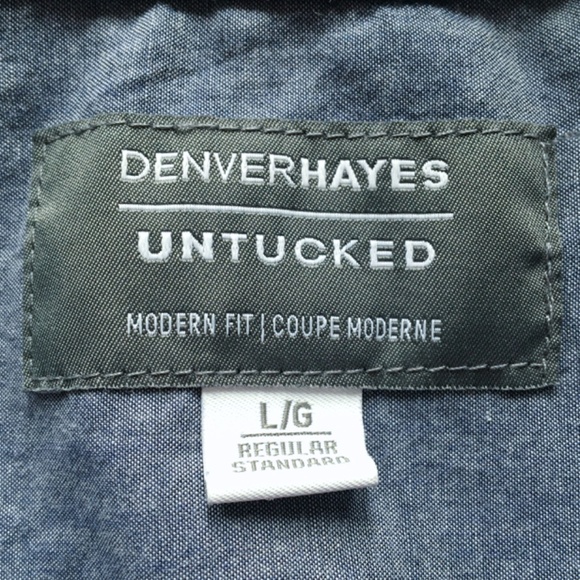 DENVERHAYES
UNTUCKED
MODERN FIT | COUPE MODERNE
L/G
REGULAR
STANDARD